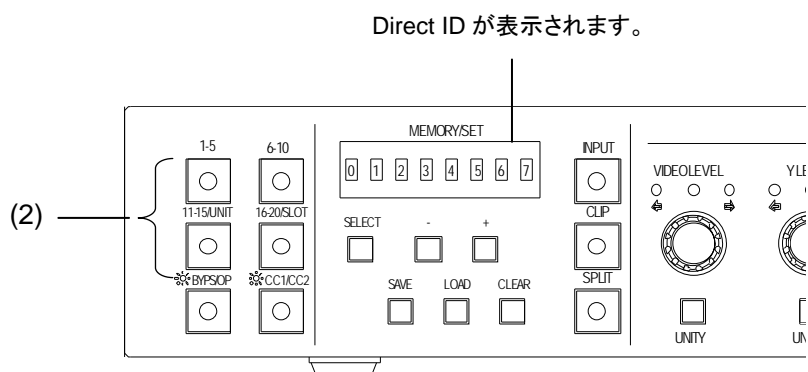 Direct ID が表示されます。
MEMORY/SET
1-5 6-10 0 1 2 3 4 5 6 7 INPUT VIDEO LEVEL
(2) 11-15/UNIT 16-20/SLOT SELECT - + CLIP
BYPS/OP CC1/CC2 SAVE LOAD CLEAR SPLIT
UNITY